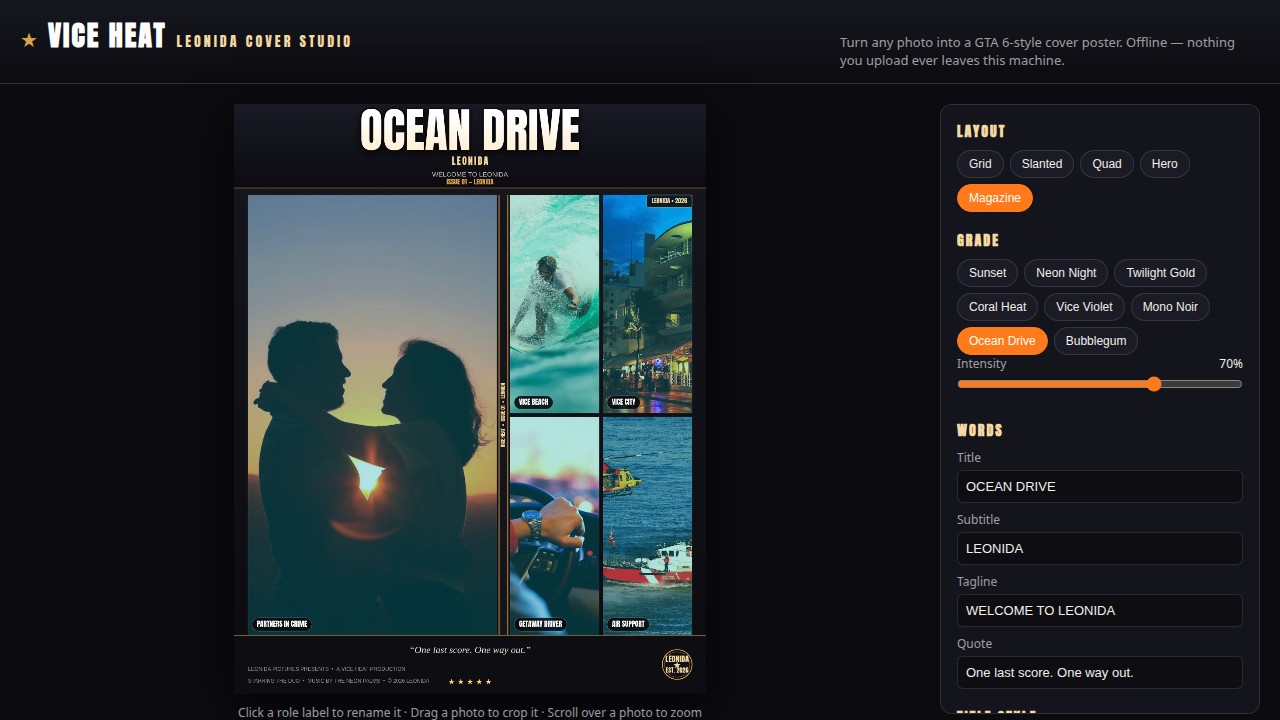 ★ VICE HEAT LEONIDA COVER STUDIO
Turn any photo into a GTA 6-style cover poster. Offline — nothing
you upload ever leaves this machine.
OCEAN DRIVE
LEONIDA
WELCOME TO LEONIDA
ISSUE 01 – LEONIDA
LEONIDA • 2026
VICE BEACH
VICE CITY
VICE HEAT • ISSUE 01 • LEONIDA
PARTNERS IN CRIME
GETAWAY DRIVER
AIR SUPPORT
“One last score. One way out.”
LEONIDA PICTURES PRESENTS • A VICE HEAT PRODUCTION
STARRING THE DUO • MUSIC BY THE NEON PALMS • © 2026 LEONIDA
★ ★ ★ ★ ★
LEONIDA
★
EST. 2026
Click a role label to rename it · Drag a photo to crop it · Scroll over a photo to zoom
LAYOUT
Grid
Slanted
Quad
Hero
Magazine
GRADE
Sunset
Neon Night
Twilight Gold
Coral Heat
Vice Violet
Mono Noir
Ocean Drive
Bubblegum
Intensity 70%
WORDS
Title
OCEAN DRIVE
Subtitle
LEONIDA
Tagline
WELCOME TO LEONIDA
Quote
One last score. One way out.